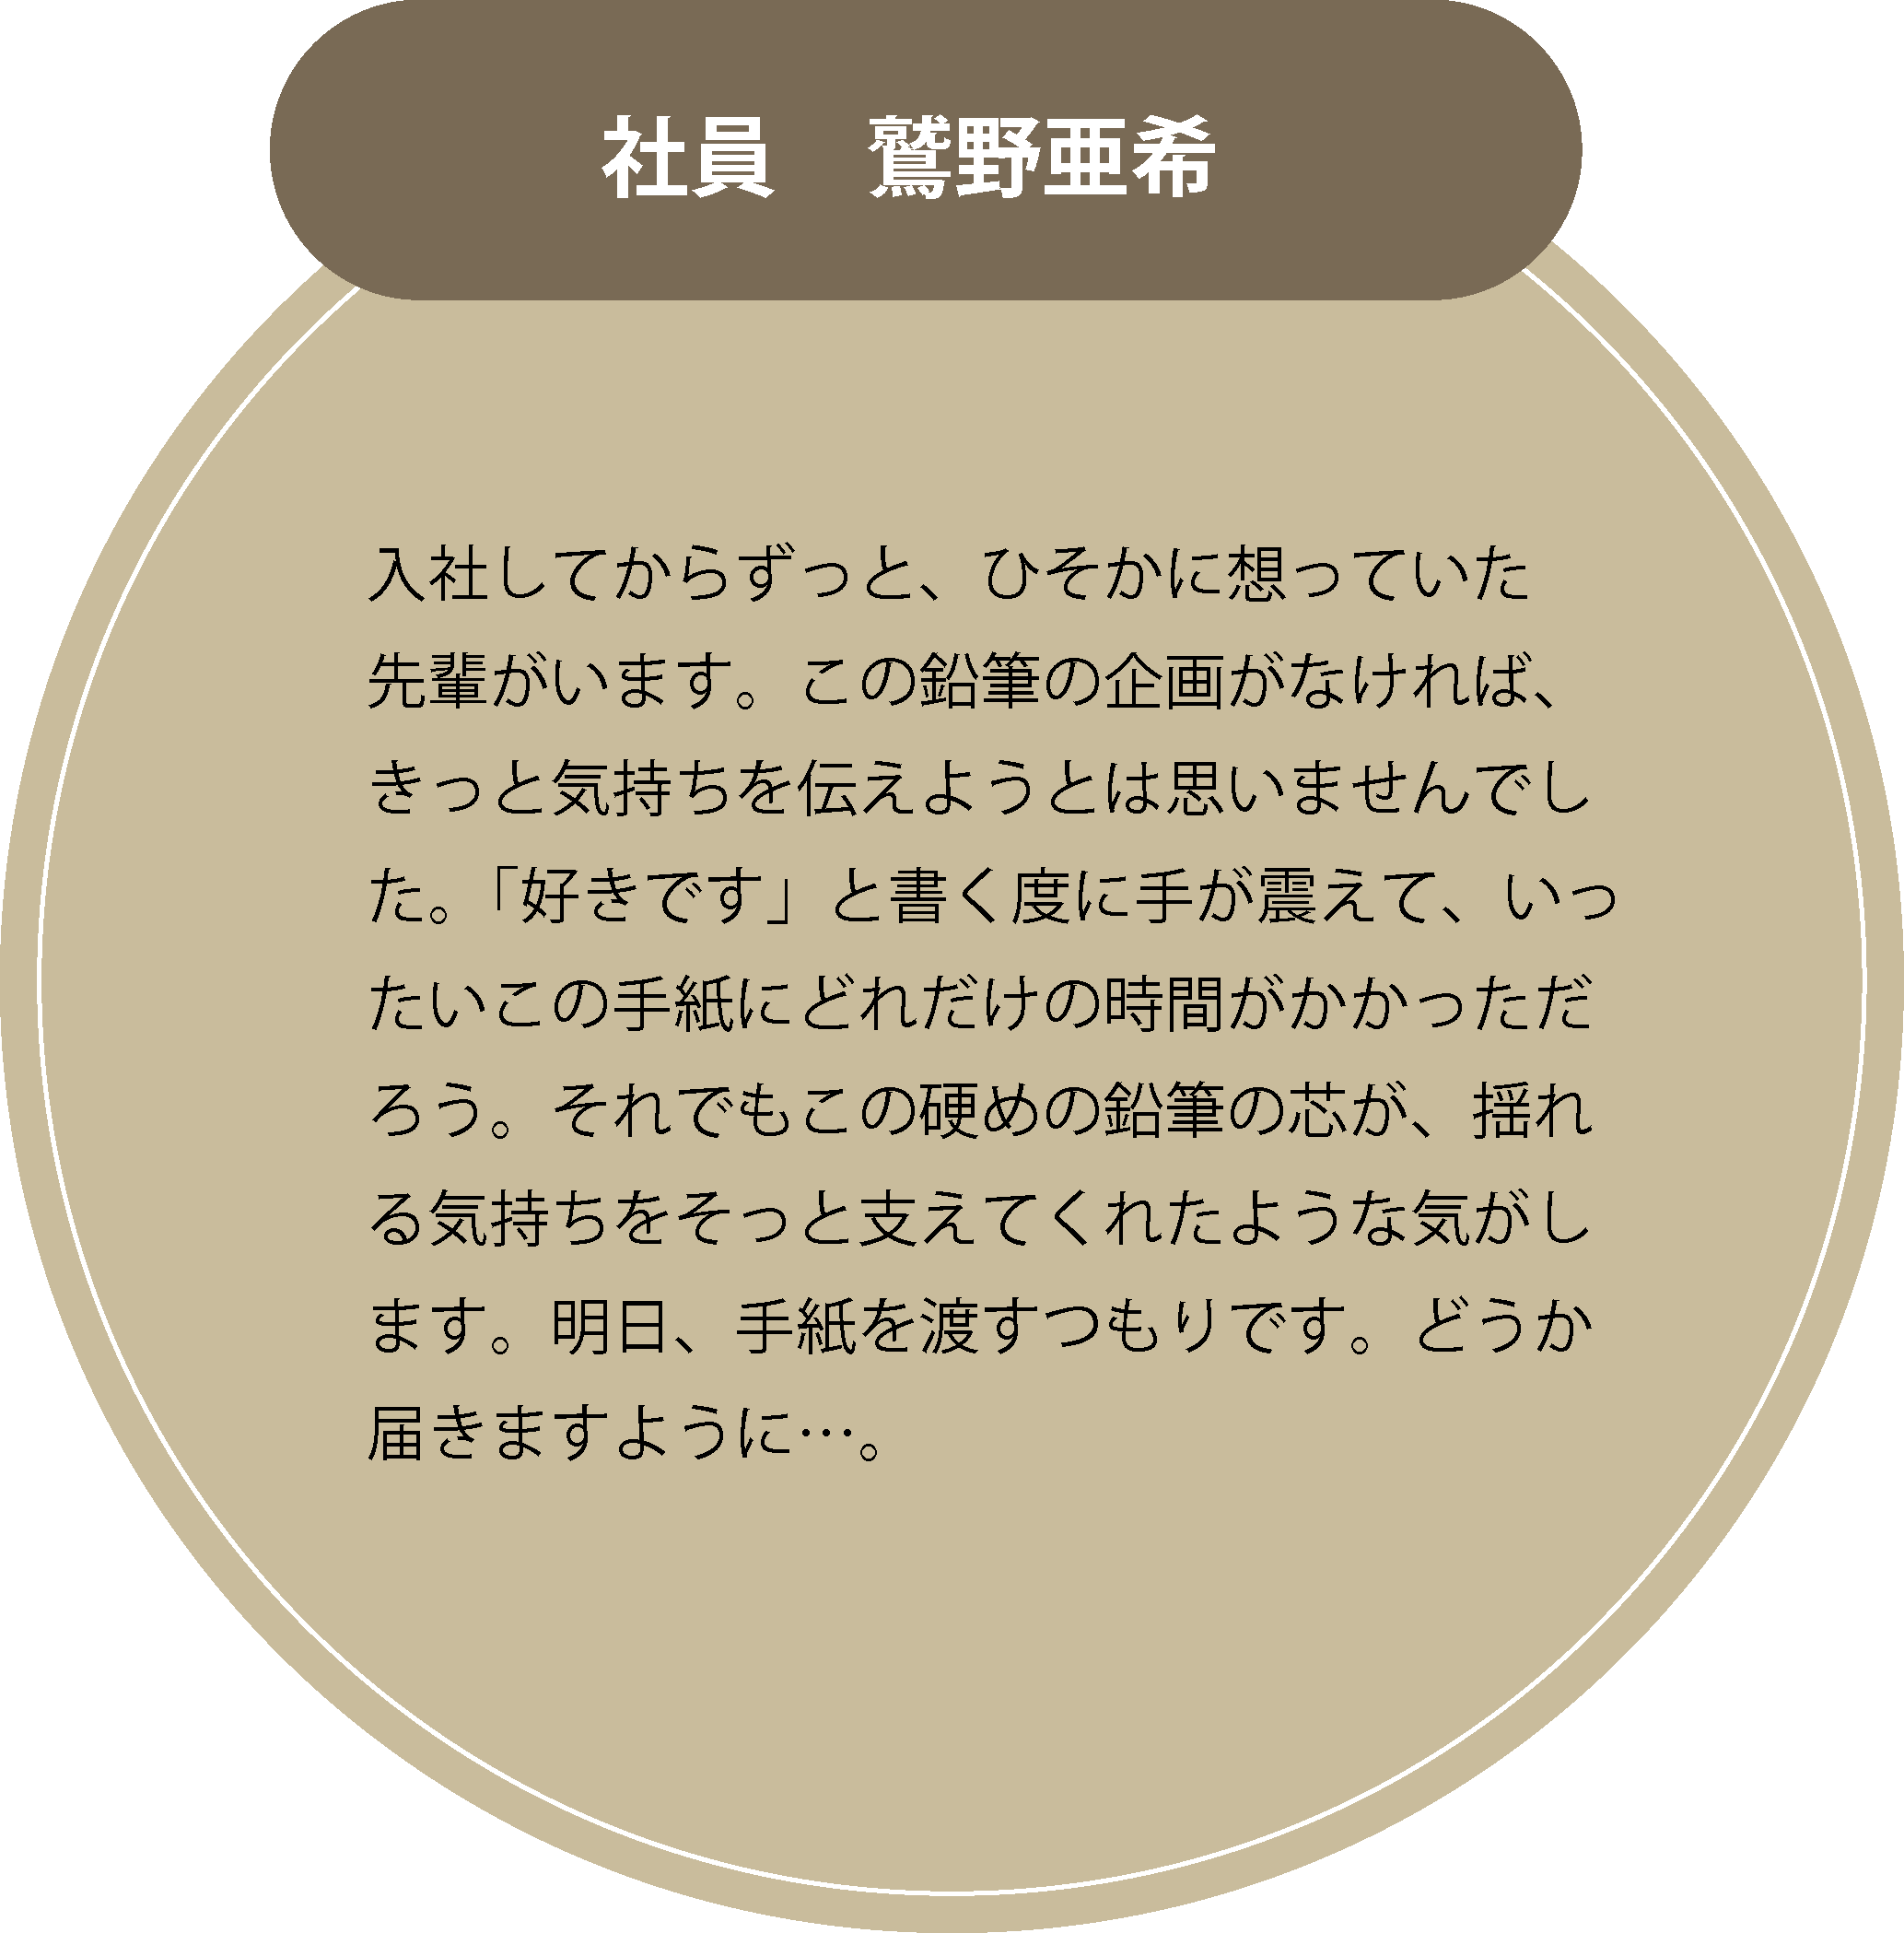 社員　鷲野亜希
入社してからずっと、ひそかに想っていた
先輩がいます。この鉛筆の企画がなければ、
きっと気持ちを伝えようとは思いませんでし
た。「好きです」と書く度に手が震えて、いっ
たいこの手紙にどれだけの時間がかかっただ
ろう。それでもこの硬めの鉛筆の芯が、揺れ
る気持ちをそっと支えてくれたような気がし
ます。明日、手紙を渡すつもりです。どうか
届きますように…。